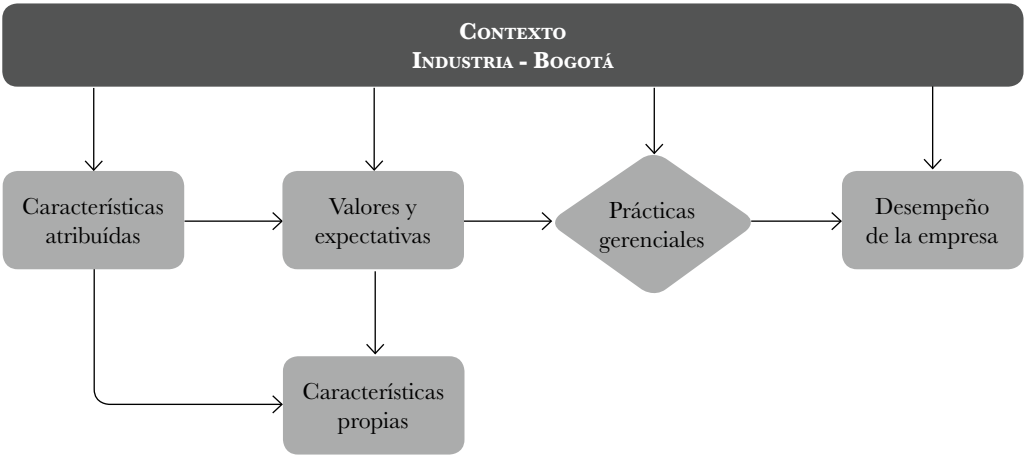 Contexto
Industria - Bogotá
Características
atribuídas
Valores y
expectativas
Prácticas
gerenciales
Desempeño
de la empresa
Características
propias